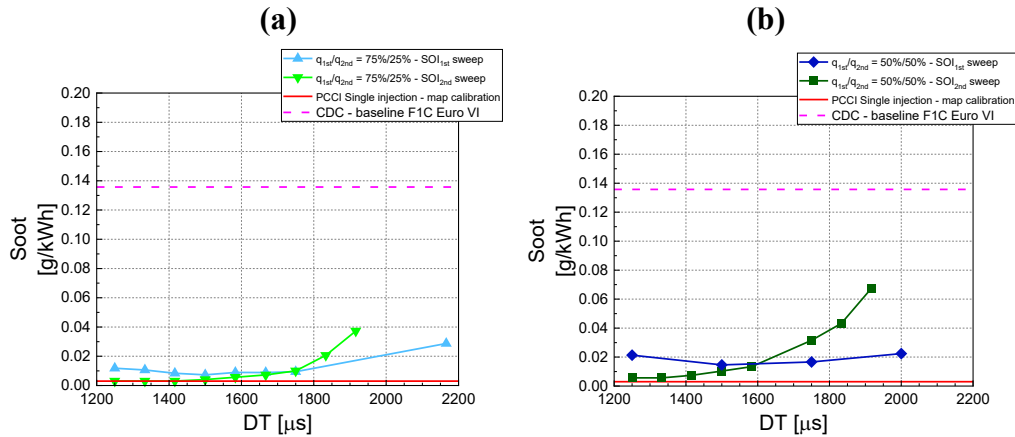 (a)
q1st/q2nd = 75%/25% - SOI1st sweep
q1st/q2nd = 75%/25% - SOI2nd sweep
PCCI Single injection - map calibration
CDC - baseline F1C Euro VI
0.20
0.18
0.16
0.14
0.12
0.10
0.08
0.06
0.04
0.02
0.00
Soot
[g/kWh]
1200 1400 1600 1800 2000 2200
DT [μs]
(b)
q1st/q2nd = 50%/50% - SOI1st sweep
q1st/q2nd = 50%/50% - SOI2nd sweep
PCCI Single injection - map calibration
CDC - baseline F1C Euro VI
0.20
0.18
0.16
0.14
0.12
0.10
0.08
0.06
0.04
0.02
0.00
Soot
[g/kWh]
1200 1400 1600 1800 2000 2200
DT [μs]